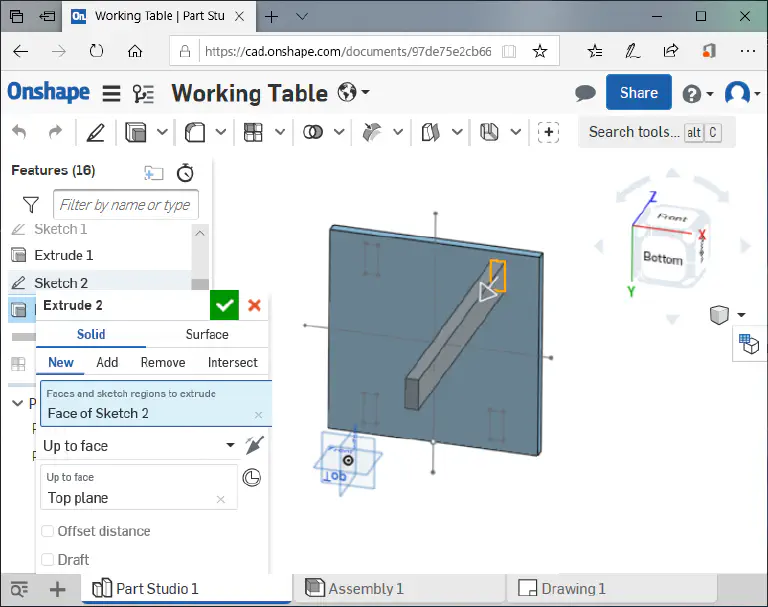 Working Table | Part Stu
https://cad.onshape.com/documents/97de75e2cb66
Onshape
Working Table
Share
Search tools... alt C
Features (16)
Filter by name or type
Sketch 1
Extrude 1
Sketch 2
Extrude 2
Solid
Surface
New
Add
Remove
Intersect
Faces and sketch regions to extrude
Face of Sketch 2
Up to face
Up to face
Top plane
Offset distance
Draft
Top
Front
Bottom
Z
X
Y
Part Studio 1
Assembly 1
Drawing 1